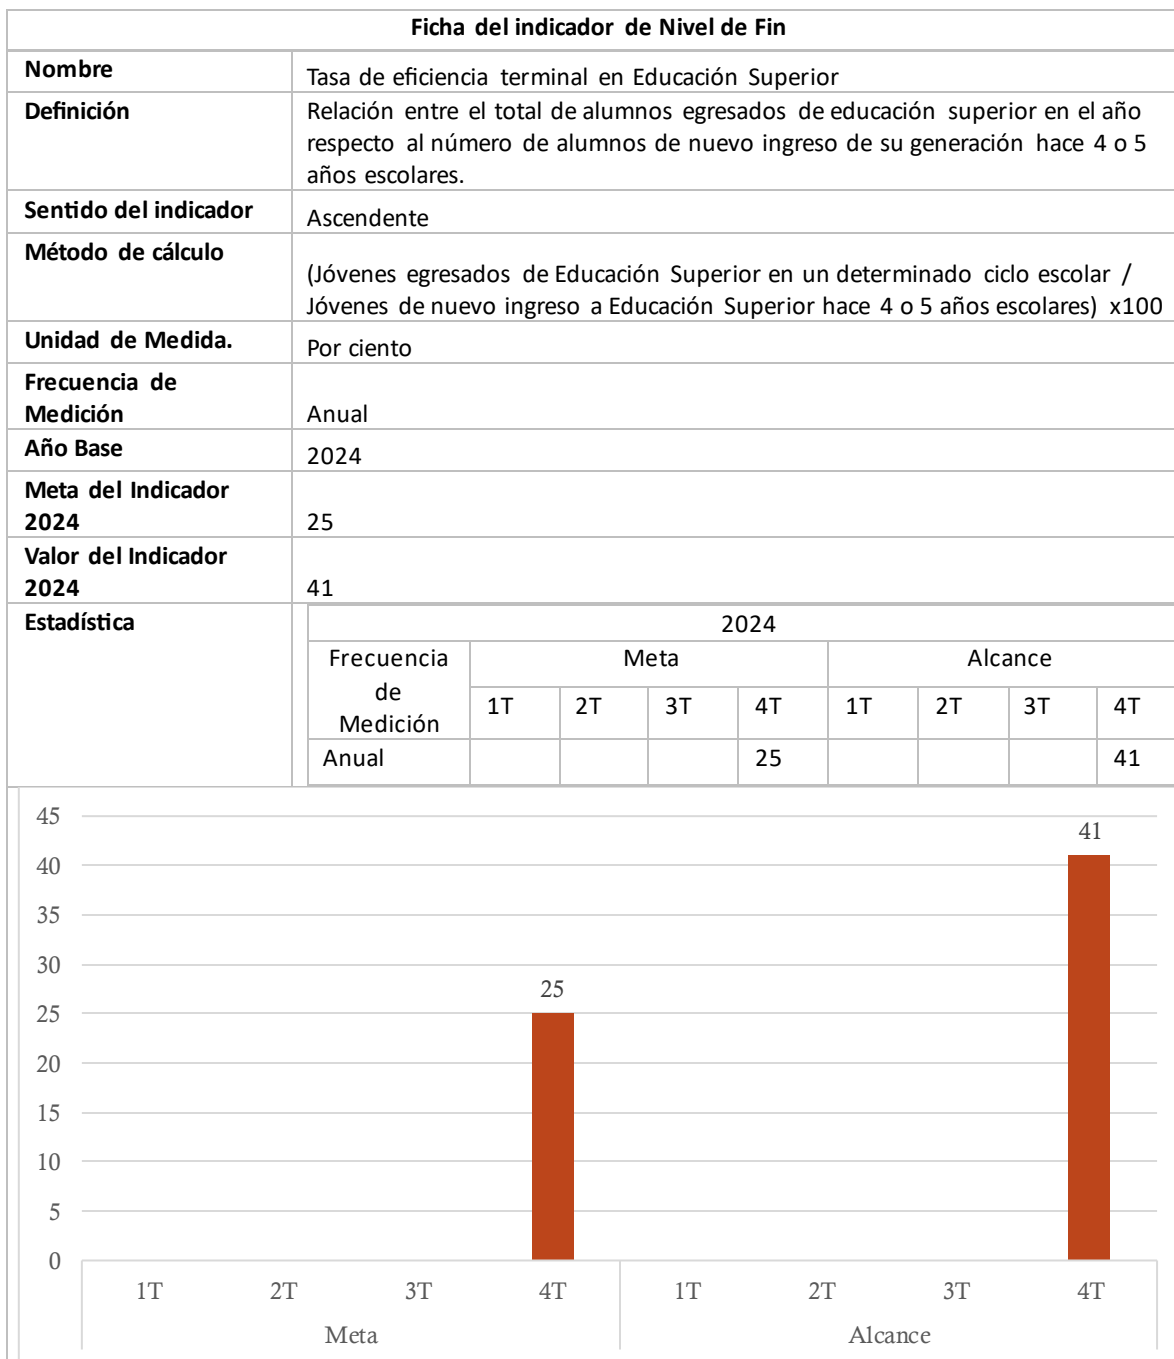 Ficha del indicador de Nivel de Fin
Nombre
Tasa de eficiencia terminal en Educación Superior
Definición
Relación entre el total de alumnos egresados de educación superior en el año
respecto al número de alumnos de nuevo ingreso de su generación hace 4 o 5
años escolares.
Sentido del indicador
Ascendente
Método de cálculo
(Jóvenes egresados de Educación Superior en un determinado ciclo escolar /
Jóvenes de nuevo ingreso a Educación Superior hace 4 o 5 años escolares) x100
Unidad de Medida.
Por ciento
Frecuencia de
Medición
Anual
Año Base
2024
Meta del Indicador
2024
25
Valor del Indicador
2024
41
Estadística
2024
Frecuencia
de
Medición
Meta
Alcance
1T 2T 3T 4T 1T 2T 3T 4T
Anual 25 41
45
40
35
30
25
20
15
10
5
0
25
41
1T 2T 3T 4T 1T 2T 3T 4T
Meta Alcance